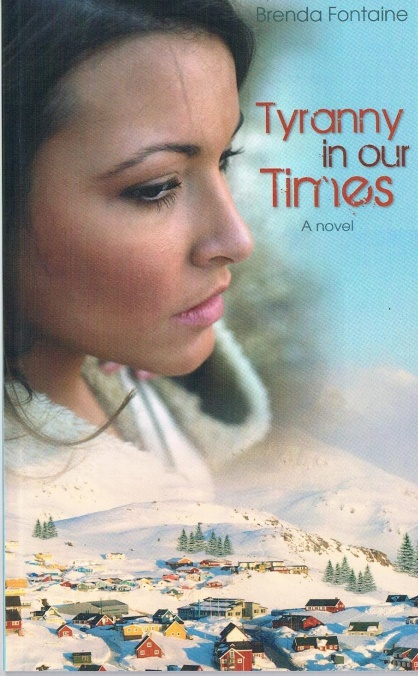 Brenda Fontaine
Tyranny
in our
Times
A novel